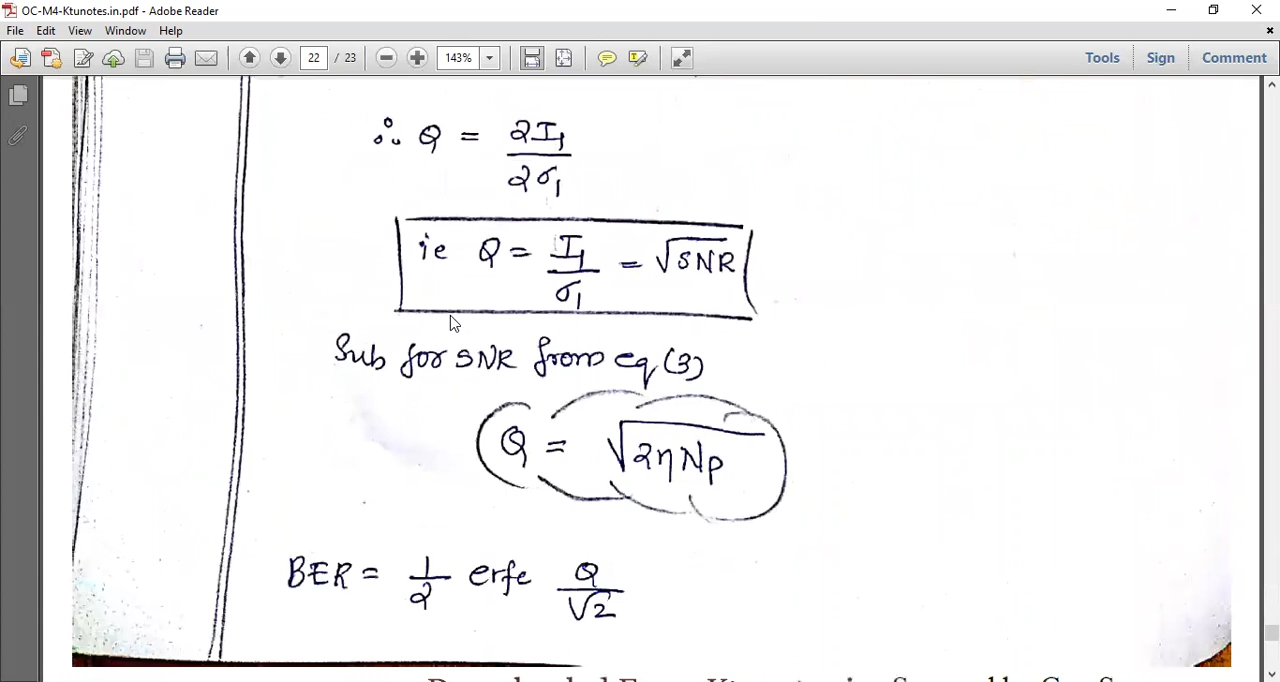 OC-M4-Ktunotes.in.pdf - Adobe Reader
File Edit View Window Help
22 / 23 143% Tools Sign Comment
∴ Q = 2I₁ / 2σ₁
ie Q = I₁ / σ₁ = √SNR
Sub for SNR from eq (3)
Q = √2ηNp
BER = 1/2 erfc Q/√2